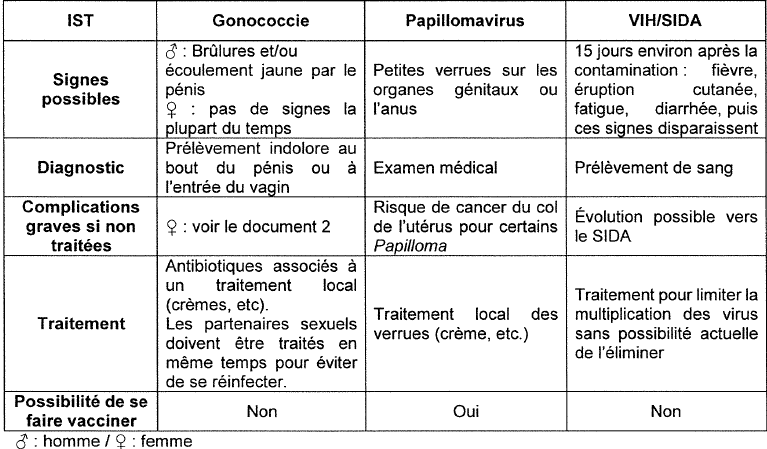 IST
Gonococcie
Papillomavirus
VIH/SIDA
Signes
possibles
♂ : Brûlures et/ou
écoulement jaune par le
pénis
♀ : pas de signes la
plupart du temps
Petites verrues sur les
organes génitaux ou
l'anus
15 jours environ après la
contamination : fièvre,
éruption cutanée,
fatigue, diarrhée, puis
ces signes disparaissent
Diagnostic
Prélèvement indolore au
bout du pénis ou à
l'entrée du vagin
Examen médical
Prélèvement de sang
Complications
graves si non
traitées
♀ : voir le document 2
Risque de cancer du col
de l'utérus pour certains
Papilloma
Évolution possible vers
le SIDA
Traitement
Antibiotiques associés à
un traitement local
(crèmes, etc).
Les partenaires sexuels
doivent être traités en
même temps pour éviter
de se réinfecter.
Traitement local des
verrues (crème, etc.)
Traitement pour limiter la
multiplication des virus
sans possibilité actuelle
de l'éliminer
Possibilité de se
faire vacciner
Non
Oui
Non
♂ : homme / ♀ : femme